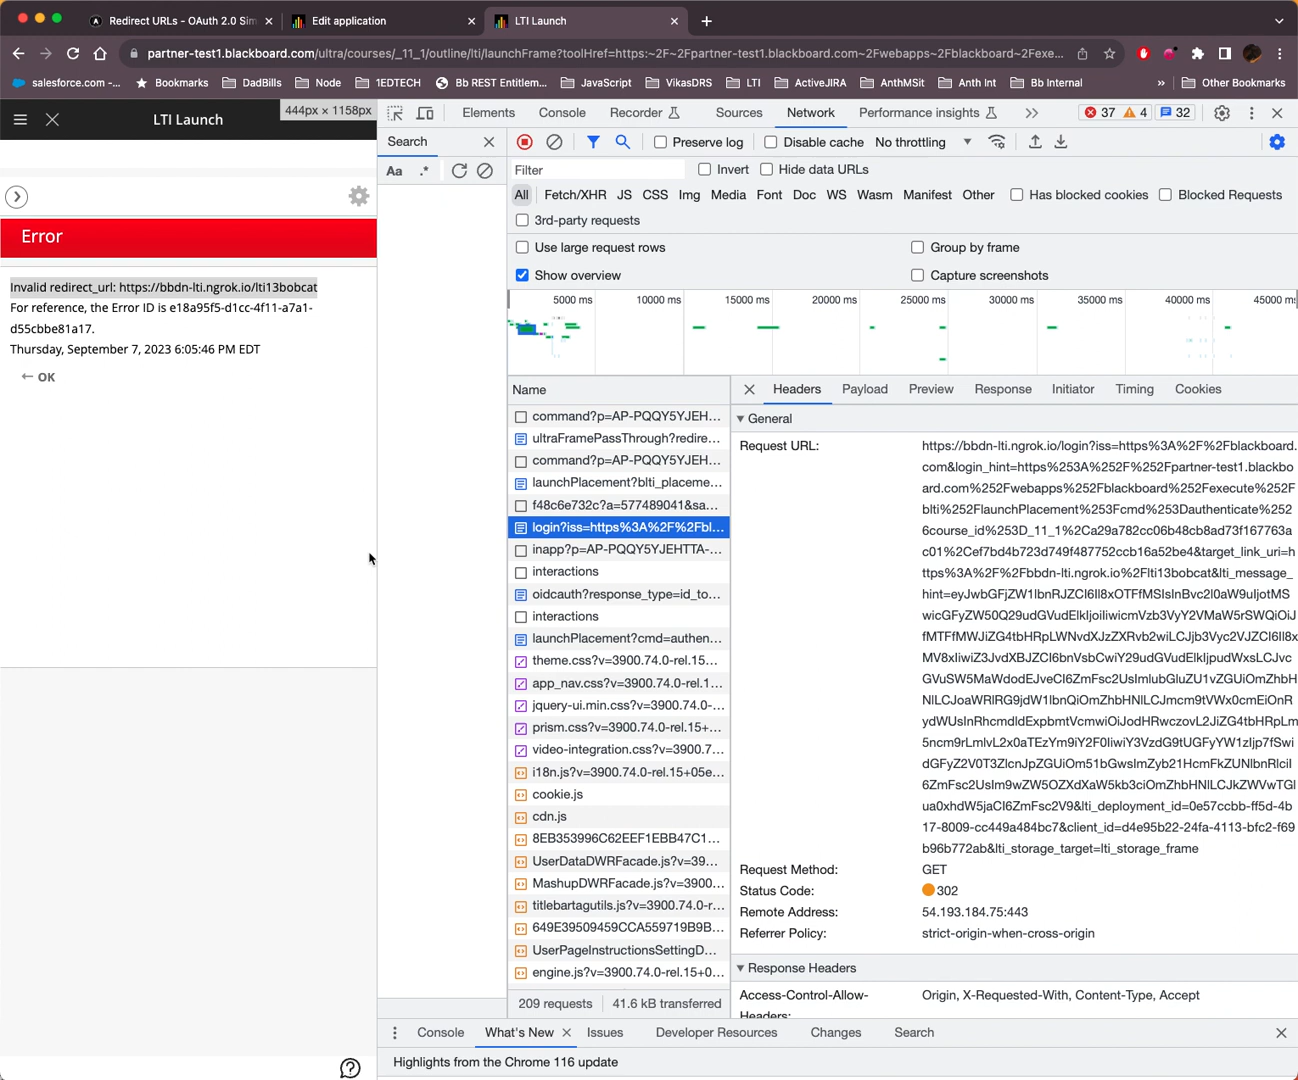 Redirect URLs - OAuth 2.0 Sim
Edit application
LTI Launch
partner-test1.blackboard.com/ultra/courses/_11_1/outline/lti/launchFrame?toolHref=https:~2F~2Fpartner-test1.blackboard.com~2Fwebapps~2Fblackboard~2Fexe...
salesforce.com –...
Bookmarks
DadBills
Node
1EDTECH
Bb REST Entitlem...
JavaScript
VikasDRS
LTI
ActiveJIRA
AnthMSit
Anth Int
Bb Internal
»
Other Bookmarks
LTI Launch
444px × 1158px
Error
Invalid redirect_url: https://bbdn-lti.ngrok.io/lti13bobcat
For reference, the Error ID is e18a95f5-d1cc-4f11-a7a1-
d55cbbe81a17.
Thursday, September 7, 2023 6:05:46 PM EDT
← OK
Elements
Console
Recorder
Sources
Network
Performance insights
37
4
32
Search
Aa
.*
Preserve log
Disable cache
No throttling
Filter
Invert
Hide data URLs
All
Fetch/XHR
JS
CSS
Img
Media
Font
Doc
WS
Wasm
Manifest
Other
Has blocked cookies
Blocked Requests
3rd-party requests
Use large request rows
Group by frame
Show overview
Capture screenshots
5000 ms
10000 ms
15000 ms
20000 ms
25000 ms
30000 ms
35000 ms
40000 ms
45000 ms
Name
command?p=AP-PQQY5YJEH...
ultraFramePassThrough?redire...
command?p=AP-PQQY5YJEH...
launchPlacement?blti_placeme...
f48c6e732c?a=577489041&sa...
login?iss=https%3A%2F%2Fbl...
inapp?p=AP-PQQY5YJEHTTA-...
interactions
oidcauth?response_type=id_to...
interactions
launchPlacement?cmd=authen...
theme.css?v=3900.74.0-rel.15...
app_nav.css?v=3900.74.0-rel.1...
jquery-ui.min.css?v=3900.74.0-...
prism.css?v=3900.74.0-rel.15+...
video-integration.css?v=3900.7...
i18n.js?v=3900.74.0-rel.15+05e...
cookie.js
cdn.js
8EB353996C62EEF1EBB47C1...
UserDataDWRFacade.js?v=39...
MashupDWRFacade.js?v=3900...
titlebartagutils.js?v=3900.74.0-r...
649E39509459CCA559719B9B...
UserPageInstructionsSettingD...
engine.js?v=3900.74.0-rel.15+0...
209 requests
41.6 kB transferred
Headers
Payload
Preview
Response
Initiator
Timing
Cookies
General
Request URL:
https://bbdn-lti.ngrok.io/login?iss=https%3A%2F%2Fblackboard.
com&login_hint=https%253A%252F%252Fpartner-test1.blackbo
ard.com%252Fwebapps%252Fblackboard%252Fexecute%252F
blti%252FlaunchPlacement%253Fcmd%253Dauthenticate%252
6course_id%253D_11_1%2Ca29a782cc06b48cb8ad73f167763a
c01%2Cef7bd4b723d749f487752ccb16a52be4&target_link_uri=h
ttps%3A%2F%2Fbbdn-lti.ngrok.io%2Flti13bobcat&lti_message_
17-8009-cc449a484bc7&client_id=d4e95b22-24fa-4113-bfc2-f69
b96b772ab&lti_storage_target=lti_storage_frame
Request Method:
GET
Status Code:
302
Remote Address:
54.193.184.75:443
Referrer Policy:
strict-origin-when-cross-origin
Response Headers
Access-Control-Allow-
Headers:
Origin, X-Requested-With, Content-Type, Accept
Console
What's New
Issues
Developer Resources
Changes
Search
Highlights from the Chrome 116 update